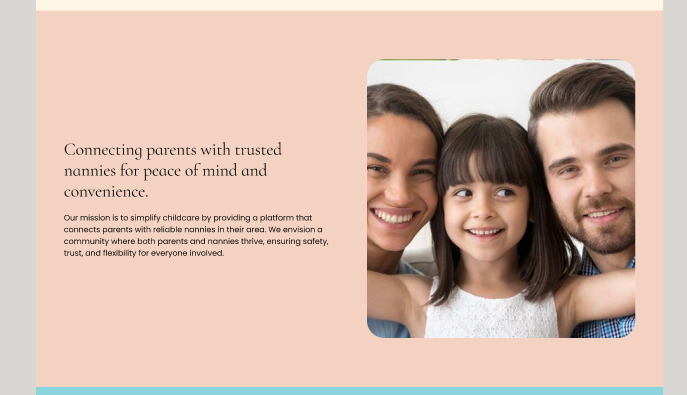 Connecting parents with trusted
nannies for peace of mind and
convenience.
Our mission is to simplify childcare by providing a platform that
connects parents with reliable nannies in their area. We envision a
community where both parents and nannies thrive, ensuring safety,
trust, and flexibility for everyone involved.